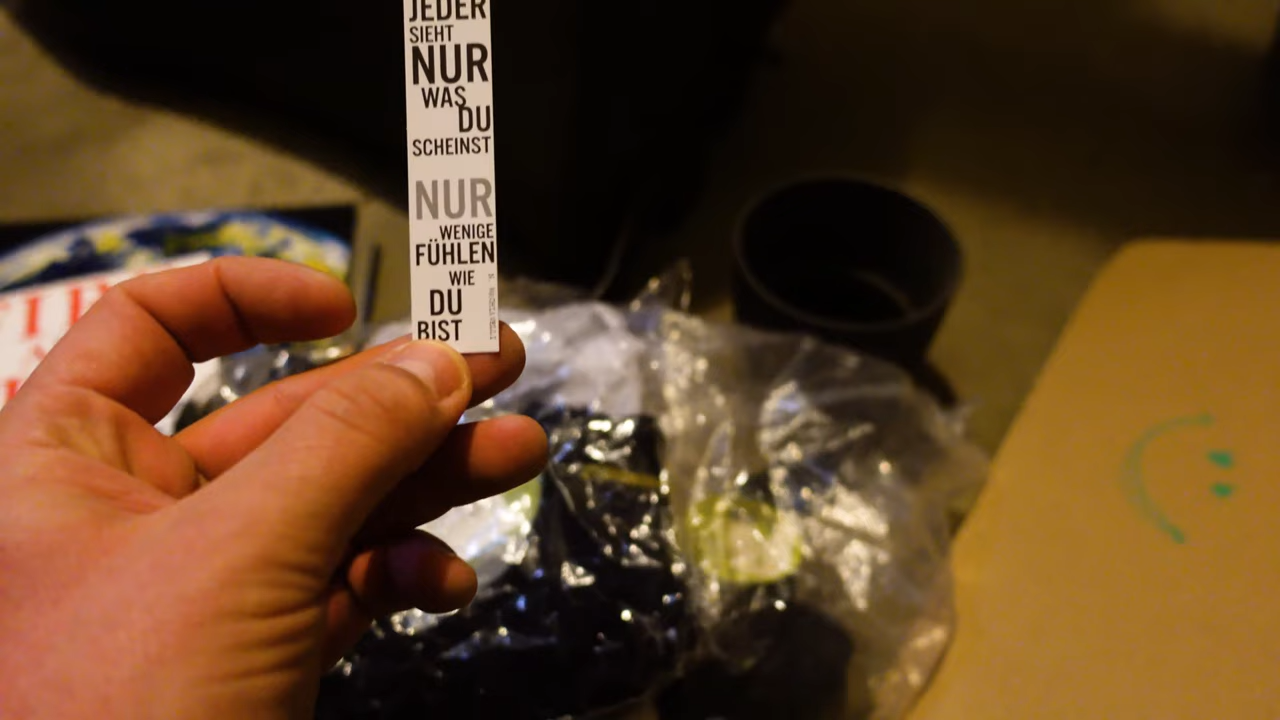 JEDER
SIEHT
NUR
WAS
DU
SCHEINST
NUR
WENIGE
FÜHLEN
WIE
DU
BIST